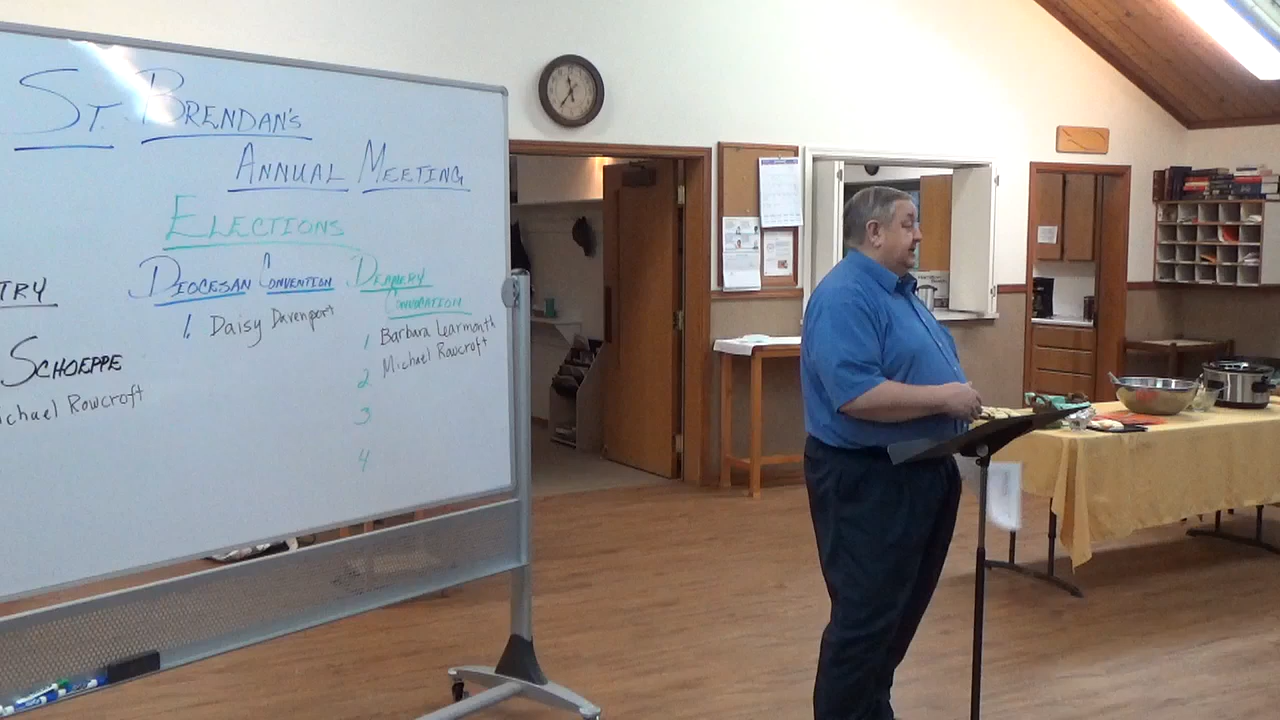 ST. BRENDAN'S
ANNUAL MEETING
ELECTIONS
TRY
DIOCESAN CONVENTION
DEANERY
CONVOCATION
SCHOEPPE
ichael Rowcroft
1. Daisy Davenport
1 Barbara Learmonth
2 Michael Rowcroft
3
4